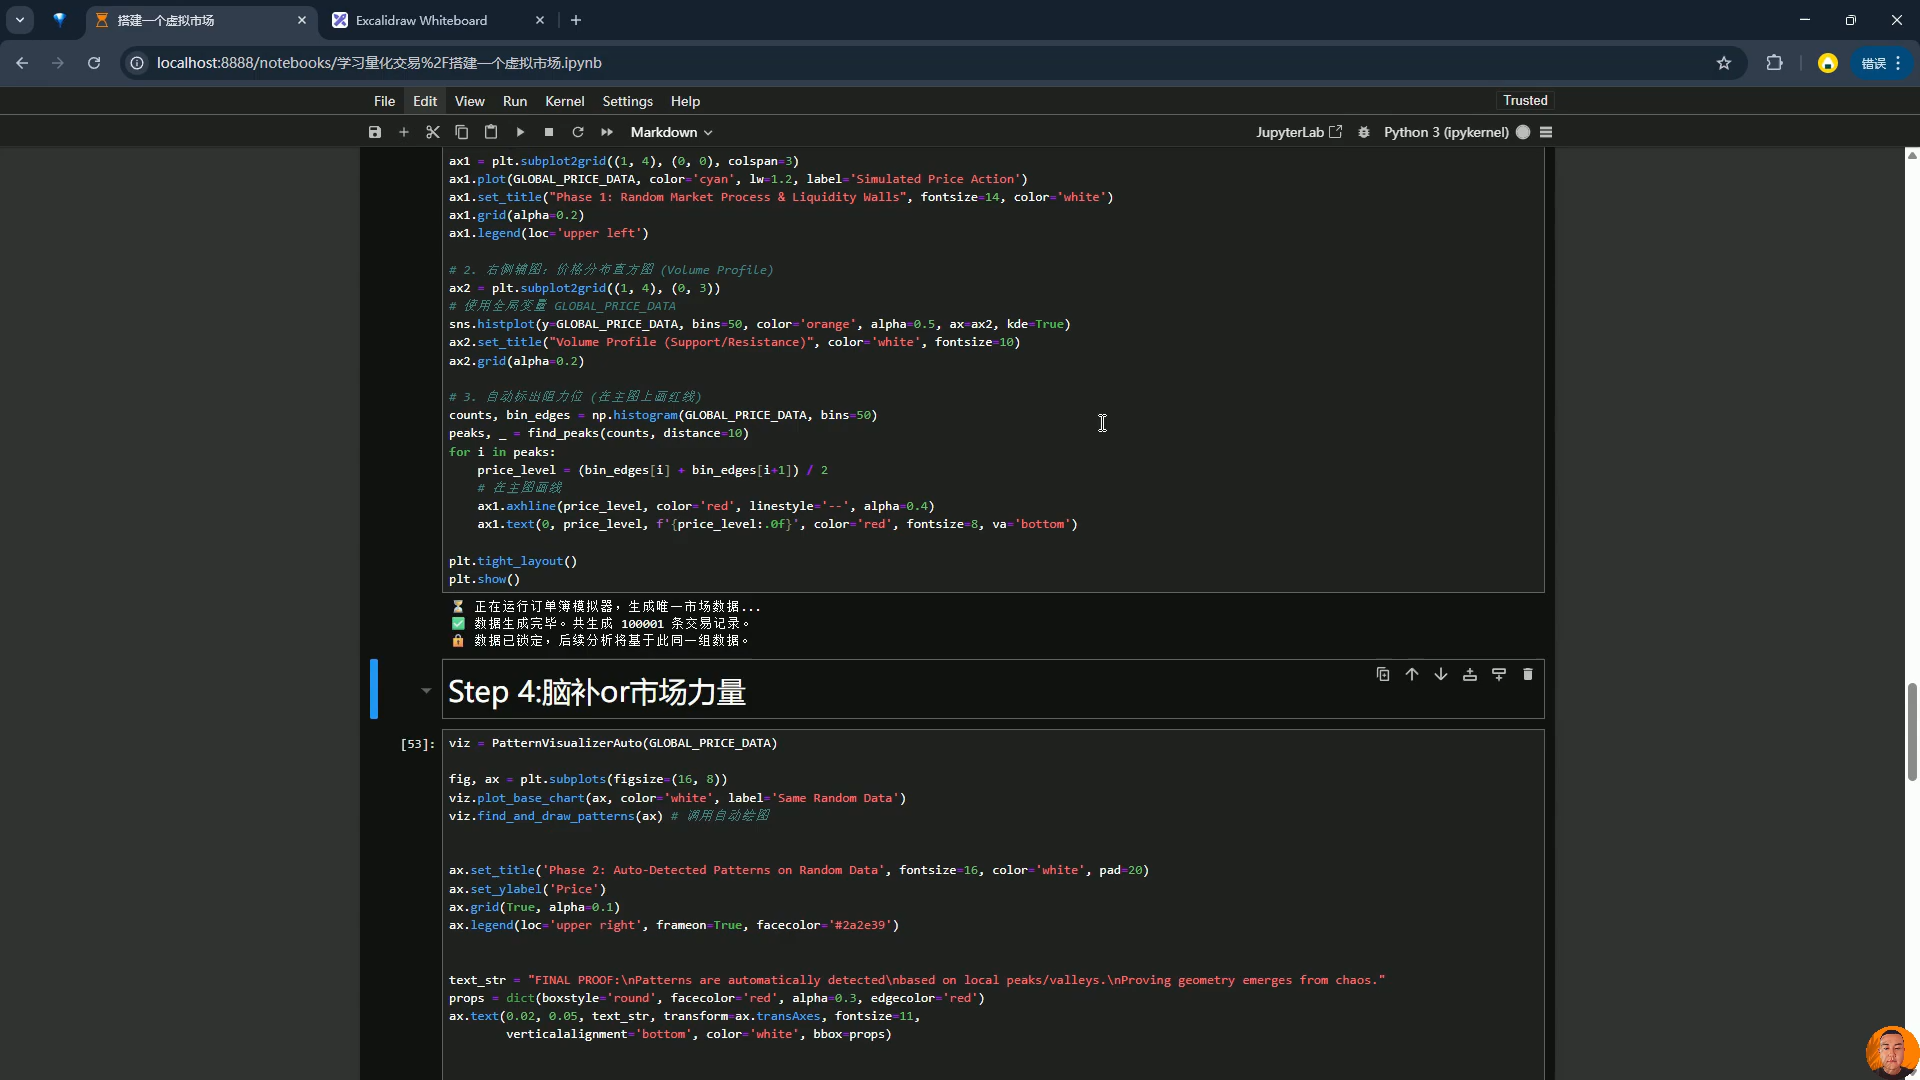 搭建一个虚拟市场
Excalidraw Whiteboard
localhost:8888/notebooks/学习量化交易%2F搭建一个虚拟市场.ipynb
错误
File Edit View Run Kernel Settings Help
Trusted
Markdown
JupyterLab
Python 3 (ipykernel)
ax1 = plt.subplot2grid((1, 4), (0, 0), colspan=3)
ax1.plot(GLOBAL_PRICE_DATA, color='cyan', lw=1.2, label='Simulated Price Action')
ax1.set_title("Phase 1: Random Market Process & Liquidity Walls", fontsize=14, color='white')
ax1.grid(alpha=0.2)
ax1.legend(loc='upper left')
# 2. 右侧辅图：价格分布直方图 (Volume Profile)
ax2 = plt.subplot2grid((1, 4), (0, 3))
# 使用全局变量 GLOBAL_PRICE_DATA
sns.histplot(y=GLOBAL_PRICE_DATA, bins=50, color='orange', alpha=0.5, ax=ax2, kde=True)
ax2.set_title("Volume Profile (Support/Resistance)", color='white', fontsize=10)
ax2.grid(alpha=0.2)
# 3. 自动标出阻力位 (在主图上画红线)
counts, bin_edges = np.histogram(GLOBAL_PRICE_DATA, bins=50)
peaks, _ = find_peaks(counts, distance=10)
for i in peaks:
    price_level = (bin_edges[i] + bin_edges[i+1]) / 2
    # 在主图画线
    ax1.axhline(price_level, color='red', linestyle='--', alpha=0.4)
    ax1.text(0, price_level, f'{price_level:.0f}', color='red', fontsize=8, va='bottom')
plt.tight_layout()
plt.show()
⏳ 正在运行订单簿模拟器，生成唯一市场数据...
✅ 数据生成完毕。共生成 100001 条交易记录。
🔒 数据已锁定，后续分析将基于此同一组数据。
Step 4:脑补or市场力量
[53]:
viz = PatternVisualizerAuto(GLOBAL_PRICE_DATA)
fig, ax = plt.subplots(figsize=(16, 8))
viz.plot_base_chart(ax, color='white', label='Same Random Data')
viz.find_and_draw_patterns(ax) # 调用自动绘图
ax.set_title('Phase 2: Auto-Detected Patterns on Random Data', fontsize=16, color='white', pad=20)
ax.set_ylabel('Price')
ax.grid(True, alpha=0.1)
ax.legend(loc='upper right', frameon=True, facecolor='#2a2e39')
text_str = "FINAL PROOF:\nPatterns are automatically detected\nbased on local peaks/valleys.\nProving geometry emerges from chaos."
props = dict(boxstyle='round', facecolor='red', alpha=0.3, edgecolor='red')
ax.text(0.02, 0.05, text_str, transform=ax.transAxes, fontsize=11,
        verticalalignment='bottom', color='white', bbox=props)